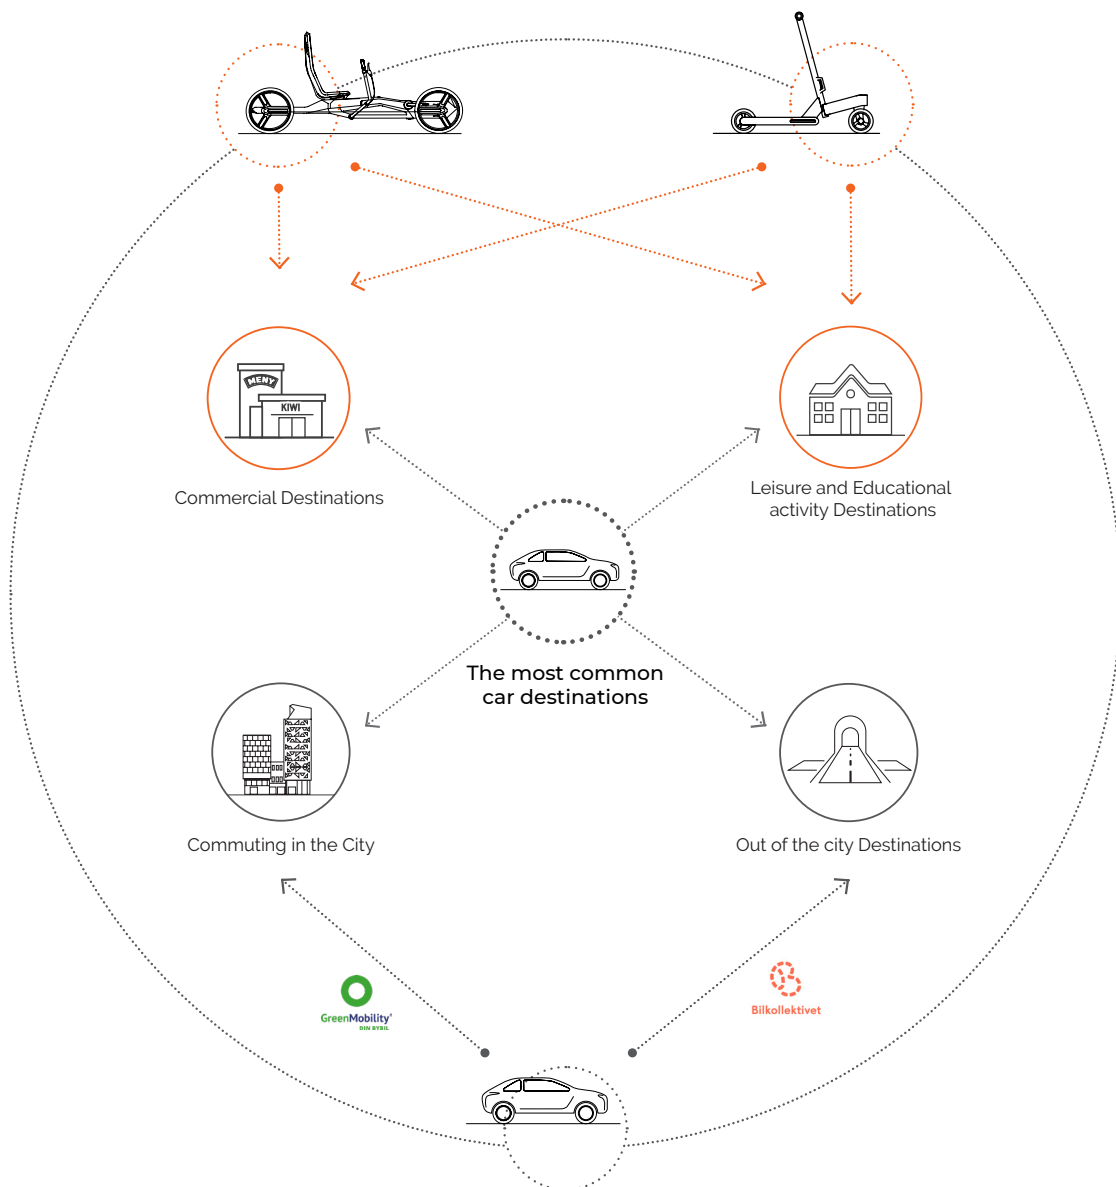 MENY
KIWI
Commercial Destinations
Leisure and Educational
activity Destinations
The most common
car destinations
Commuting in the City
Out of the city Destinations
GreenMobility'
DIN BYBIL
Bilkollektivet